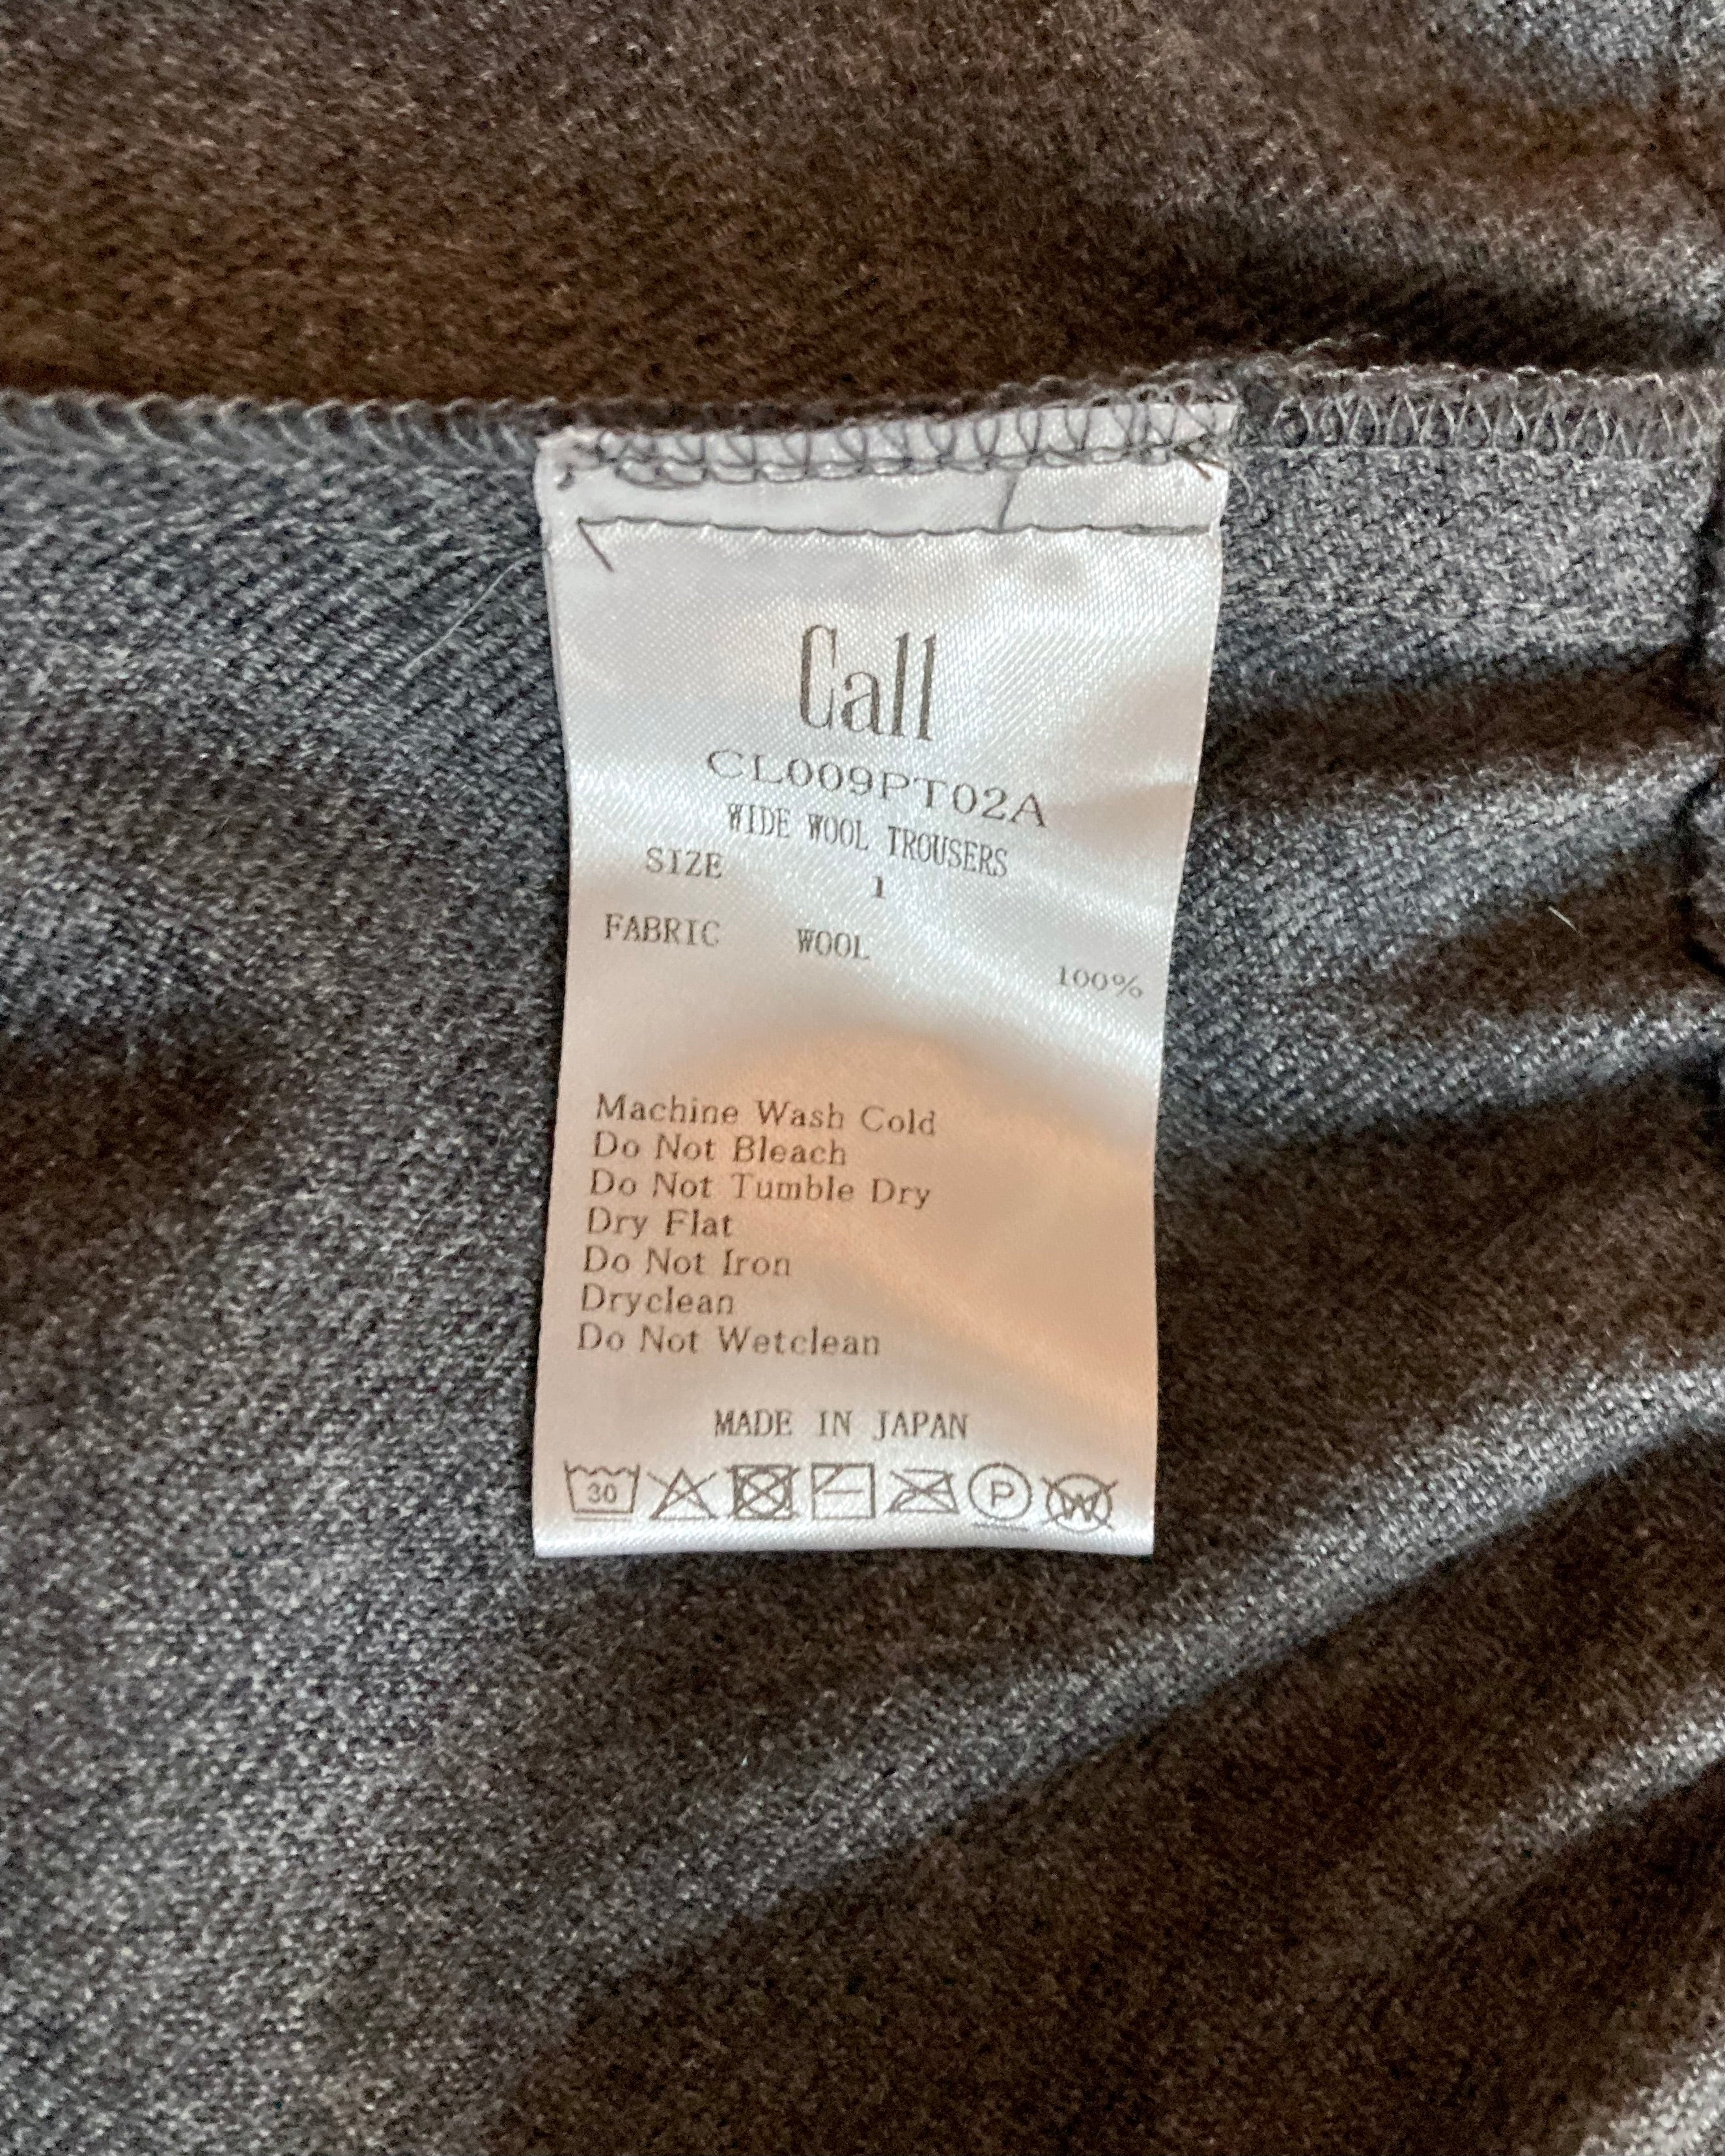 Call
CL009PT02A
WIDE WOOL TROUSERS
SIZE 1
FABRIC WOOL 100%
Machine Wash Cold
Do Not Bleach
Do Not Tumble Dry
Dry Flat
Do Not Iron
Dryclean
Do Not Wetclean
MADE IN JAPAN
30 P W